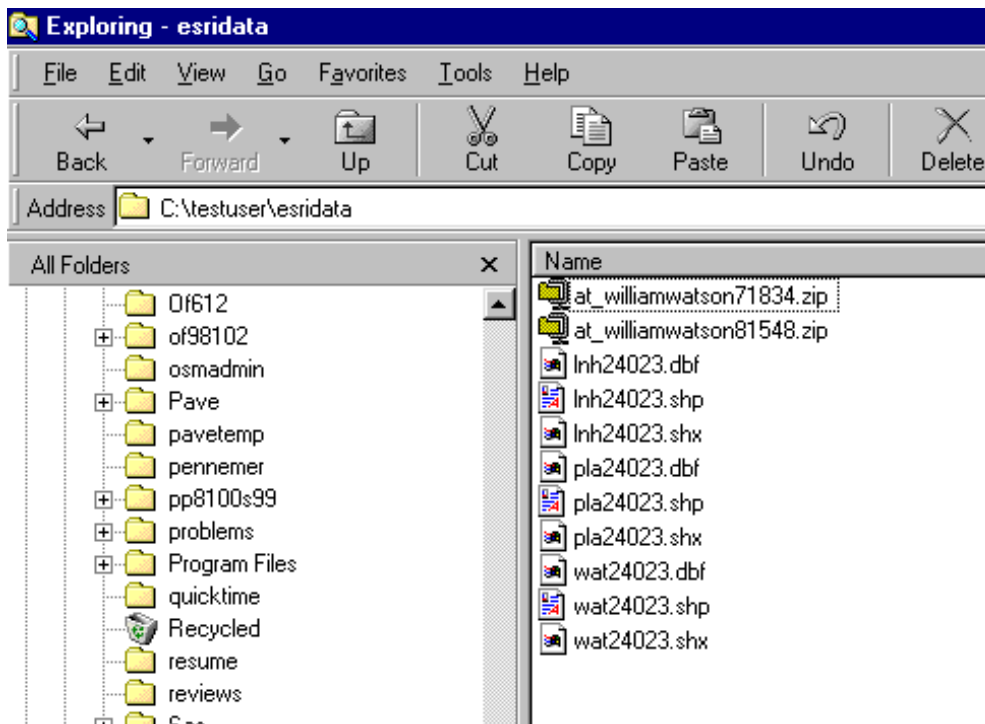 Exploring - esridata
File Edit View Go Favorites Tools Help
Back Forward Up Cut Copy Paste Undo Delete
Address C:\testuser\esridata
All Folders
Of612
of98102
osmadmin
Pave
pavetemp
pennemer
pp8100s99
problems
Program Files
quicktime
Recycled
resume
reviews
Name
at_williamwatson71834.zip
at_williamwatson81548.zip
lnh24023.dbf
lnh24023.shp
lnh24023.shx
pla24023.dbf
pla24023.shp
pla24023.shx
wat24023.dbf
wat24023.shp
wat24023.shx